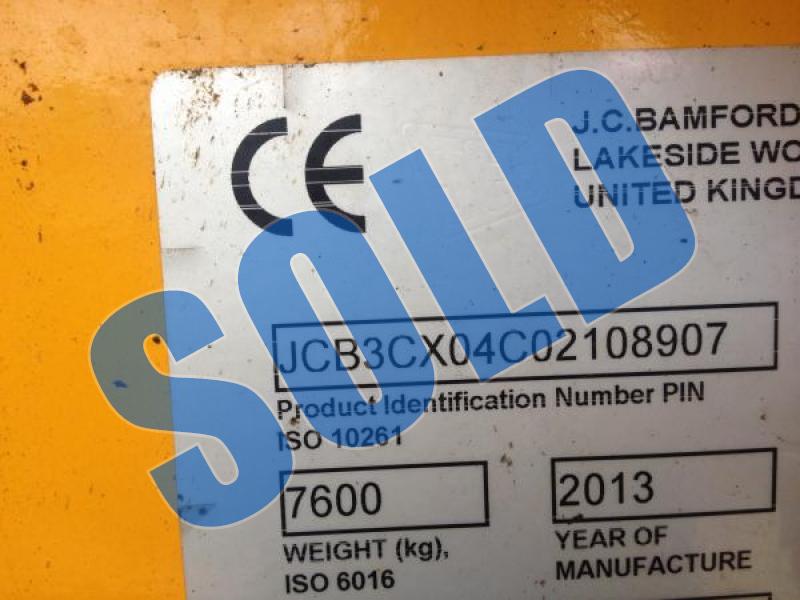 CE
J.C.BAMFORD
LAKESIDE WO
UNITED KINGD
SOLD
JCB3CX04C02108907
Product Identification Number PIN
ISO 10261
7600
2013
WEIGHT (kg),
ISO 6016
YEAR OF
MANUFACTURE